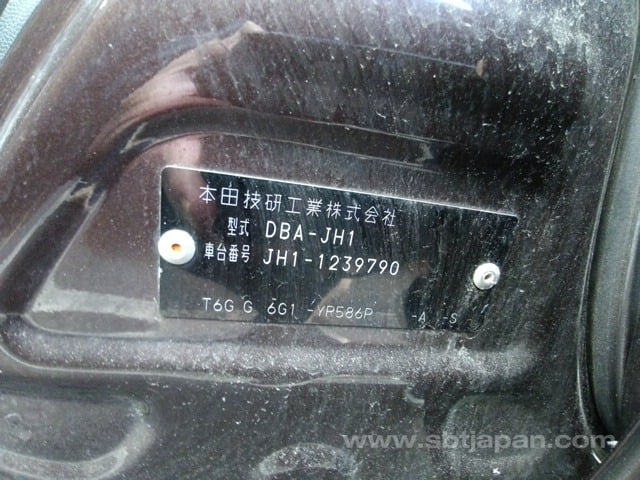 本田技研工業株式会社
型式 DBA-JH1
車台番号 JH1-1239790
T6G G 6G1 -YR586P -A -S
www.sbtjapan.com